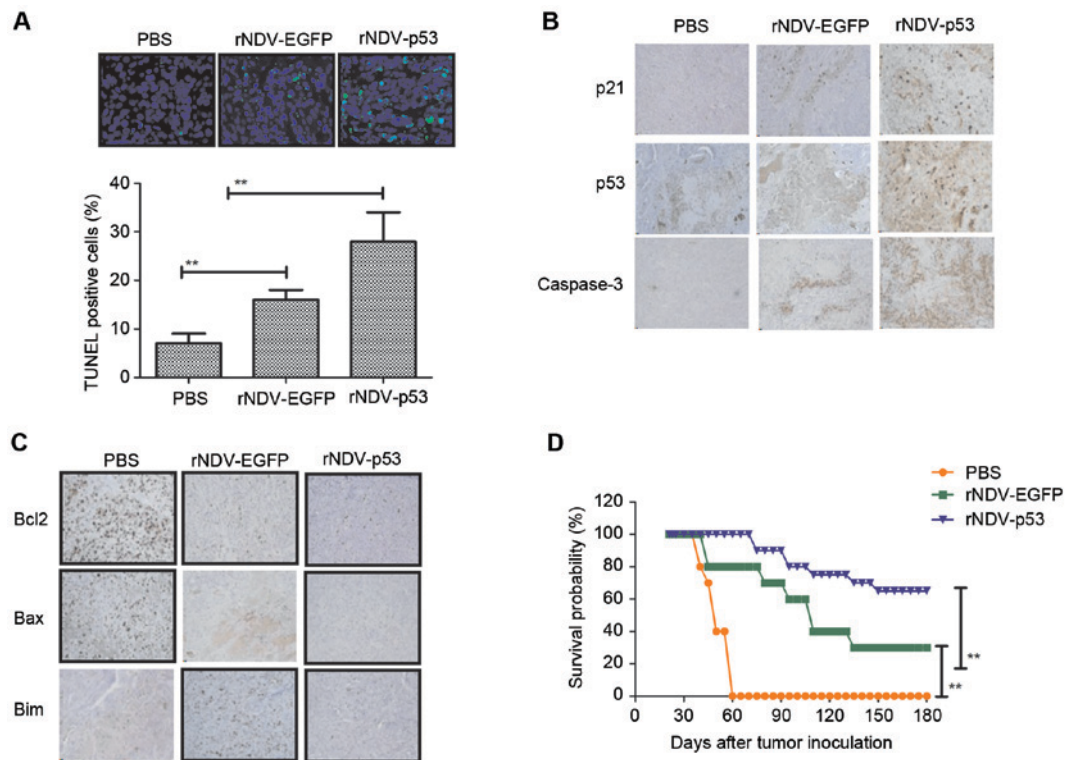 A
PBS rNDV-EGFP rNDV-p53
**
**
TUNEL positive cells (%)
40
30
20
10
0
PBS rNDV-EGFP rNDV-p53
B
PBS rNDV-EGFP rNDV-p53
p21
p53
Caspase-3
C
PBS rNDV-EGFP rNDV-p53
Bcl2
Bax
Bim
D
PBS
rNDV-EGFP
rNDV-p53
Survival probability (%)
120
100
80
60
40
20
0
**
**
0 30 60 90 120 150 180
Days after tumor inoculation